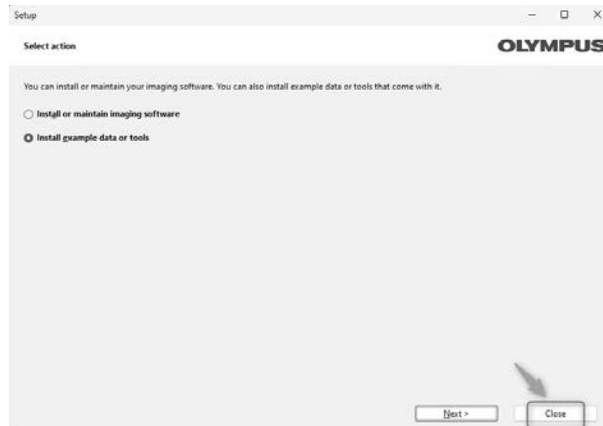 Setup
Select action
OLYMPUS
You can install or maintain your imaging software. You can also install example data or tools that come with it.
Install or maintain imaging software
Install example data or tools
Next >
Close